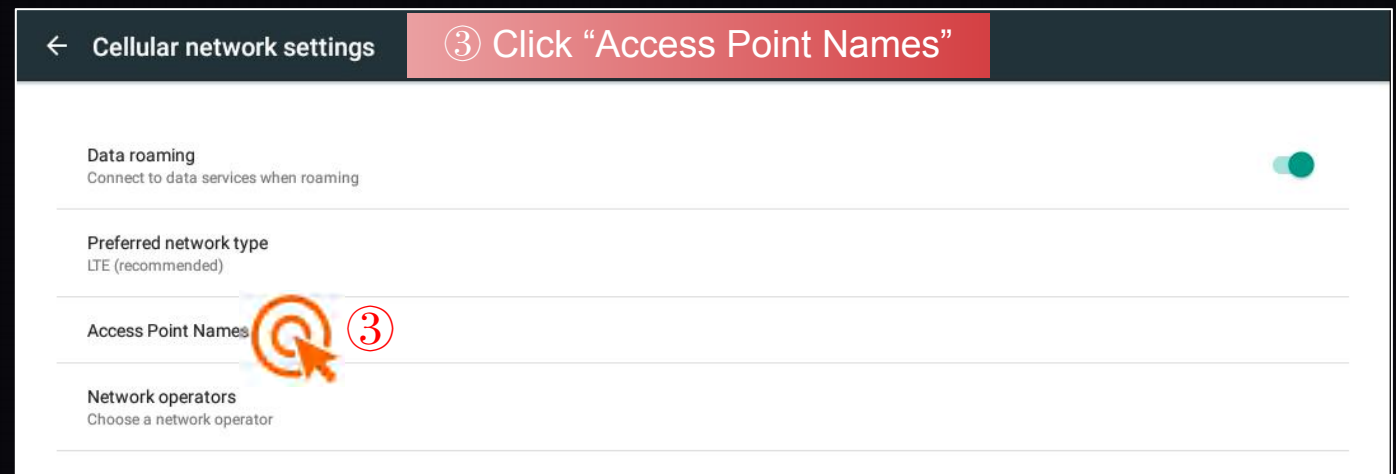 ← Cellular network settings
③ Click “Access Point Names”
Data roaming
Connect to data services when roaming
Preferred network type
LTE (recommended)
Access Point Names
③
Network operators
Choose a network operator